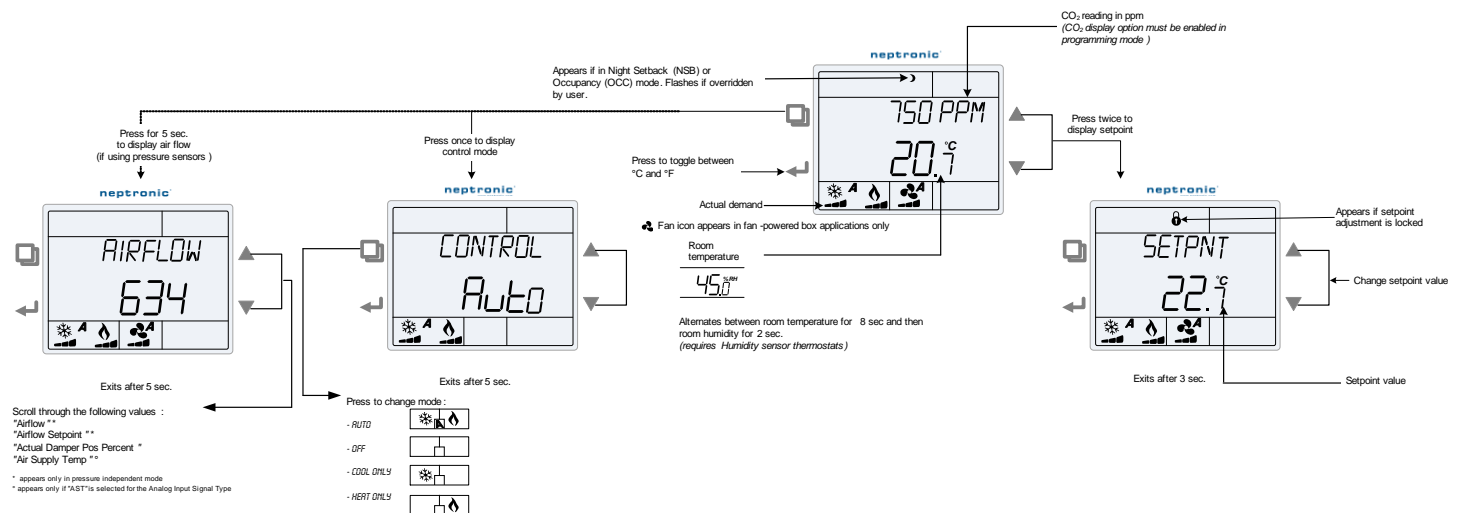 CO₂ reading in ppm
(CO₂ display option must be enabled in
programming mode )
neptronic
Appears if in Night Setback (NSB) or
Occupancy (OCC) mode. Flashes if overridden
by user.
750 PPM
Press for 5 sec.
to display air flow
(if using pressure sensors )
Press once to display
control mode
Press twice to
display setpoint
Press to toggle between
°C and °F
20.7 °C
A
A
Actual demand
Fan icon appears in fan -powered box applications only
Room
temperature
45.0 %RH
Alternates between room temperature for 8 sec and then
room humidity for 2 sec.
(requires Humidity sensor thermostats )
neptronic
AIRFLOW
634
A
A
Exits after 5 sec.
Scroll through the following values :
"Airflow "*
"Airflow Setpoint "*
"Actual Damper Pos Percent "
"Air Supply Temp "°
* appears only in pressure independent mode
° appears only if "AST" is selected for the Analog Input Signal Type
neptronic
CONTROL
Auto
A
Exits after 5 sec.
Press to change mode :
- AUTO
A
- OFF
- COOL ONLY
- HEAT ONLY
neptronic
SETPNT
22.7 °C
A
A
Appears if setpoint
adjustment is locked
Change setpoint value
Setpoint value
Exits after 3 sec.